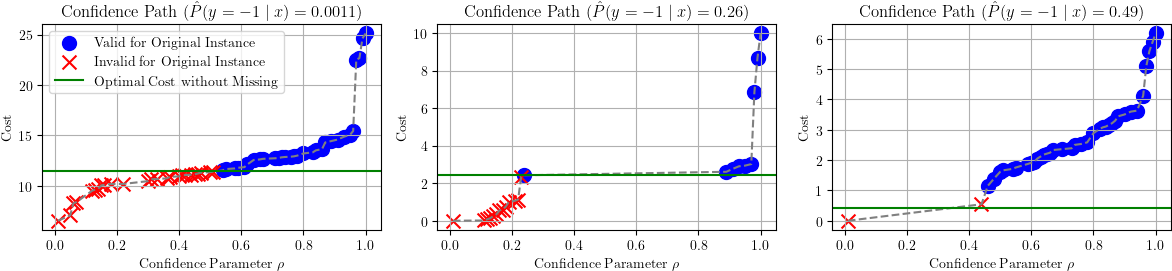 Confidence Path (P̂(y = −1 | x) = 0.0011)
25
20
15
10
Cost
Valid for Original Instance
Invalid for Original Instance
Optimal Cost without Missing
0.0 0.2 0.4 0.6 0.8 1.0
Confidence Parameter ρ
Confidence Path (P̂(y = −1 | x) = 0.26)
10
8
6
4
2
0
Cost
0.0 0.2 0.4 0.6 0.8 1.0
Confidence Parameter ρ
Confidence Path (P̂(y = −1 | x) = 0.49)
6
5
4
3
2
1
0
Cost
0.0 0.2 0.4 0.6 0.8 1.0
Confidence Parameter ρ